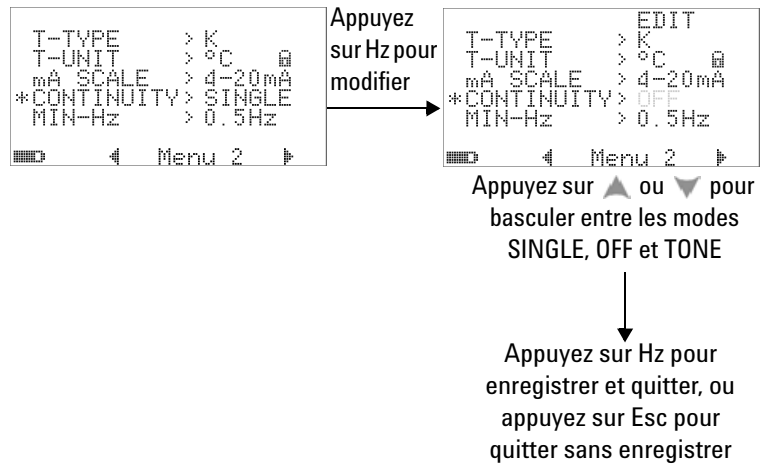 T-TYPE > K
T-UNIT > °C
mA SCALE > 4-20mA
*CONTINUITY> SINGLE
MIN-Hz > 0.5Hz
Menu 2
Appuyez
sur Hz pour
modifier
EDIT
T-TYPE > K
T-UNIT > °C
mA SCALE > 4-20mA
*CONTINUITY> OFF
MIN-Hz > 0.5Hz
Menu 2
Appuyez sur ou pour
basculer entre les modes
SINGLE, OFF et TONE
Appuyez sur Hz pour
enregistrer et quitter, ou
appuyez sur Esc pour
quitter sans enregistrer